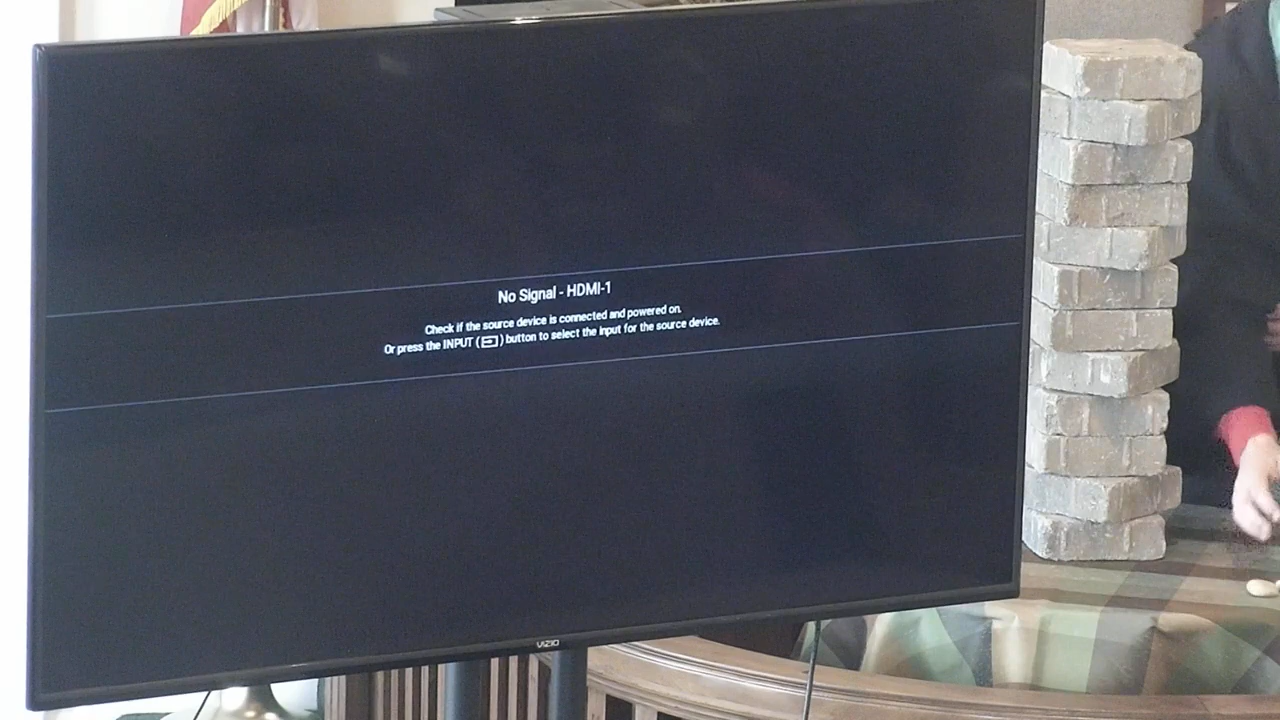 No Signal - HDMI-1
Check if the source device is connected and powered on.
Or press the INPUT ( ) button to select the input for the source device.
VIZIO